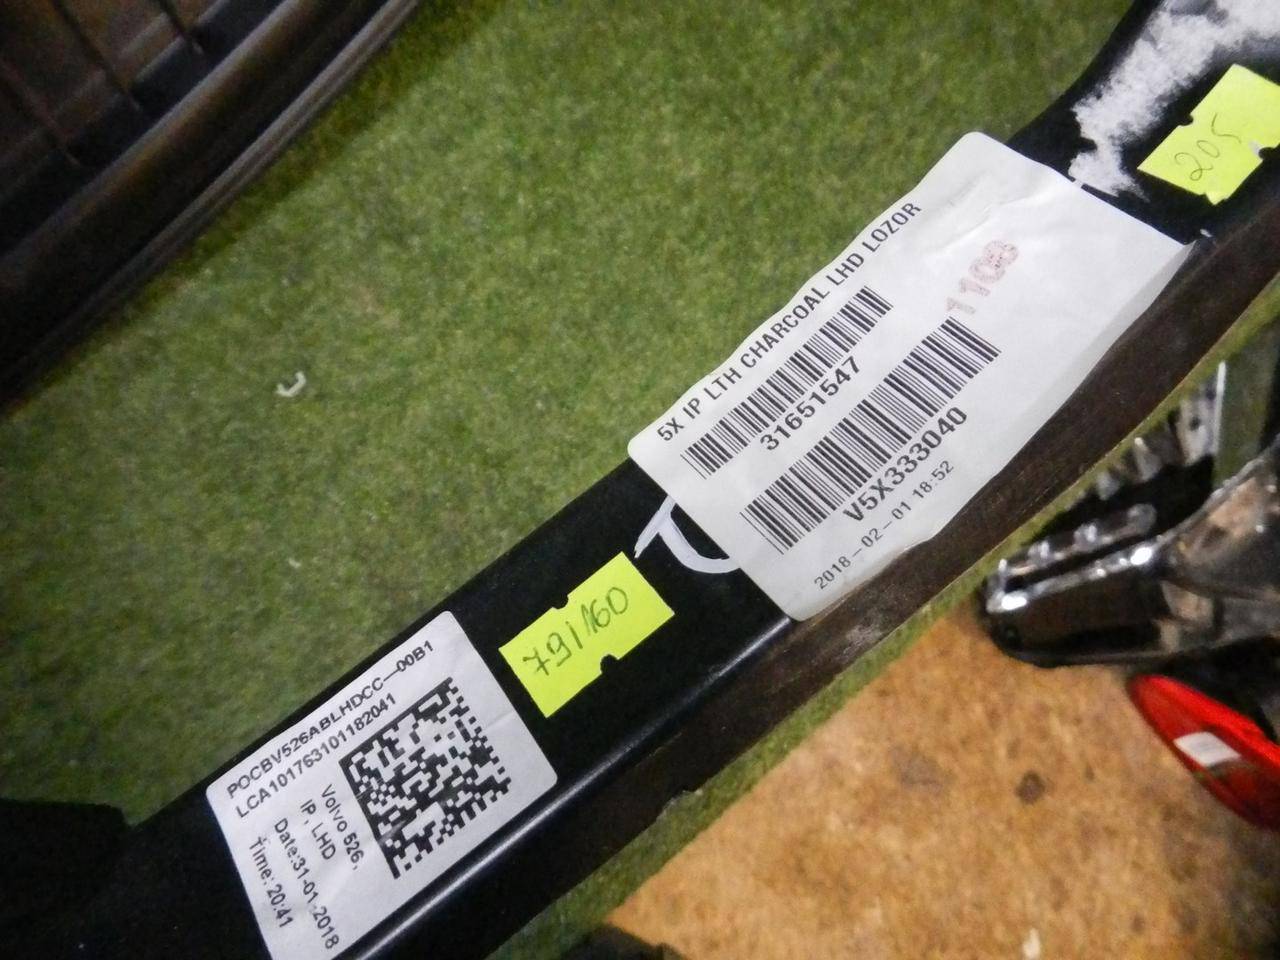 5X IP LTH CHARCOAL LHD LOZOR
31651547
1108
V5X333040
2018-02-01 18:52
205
791160
POCBV526ABLHDCC-00B1
LCA101763101182041
Volvo 526,
IP, LHD
Date:31-01-2018
Time: 20:41